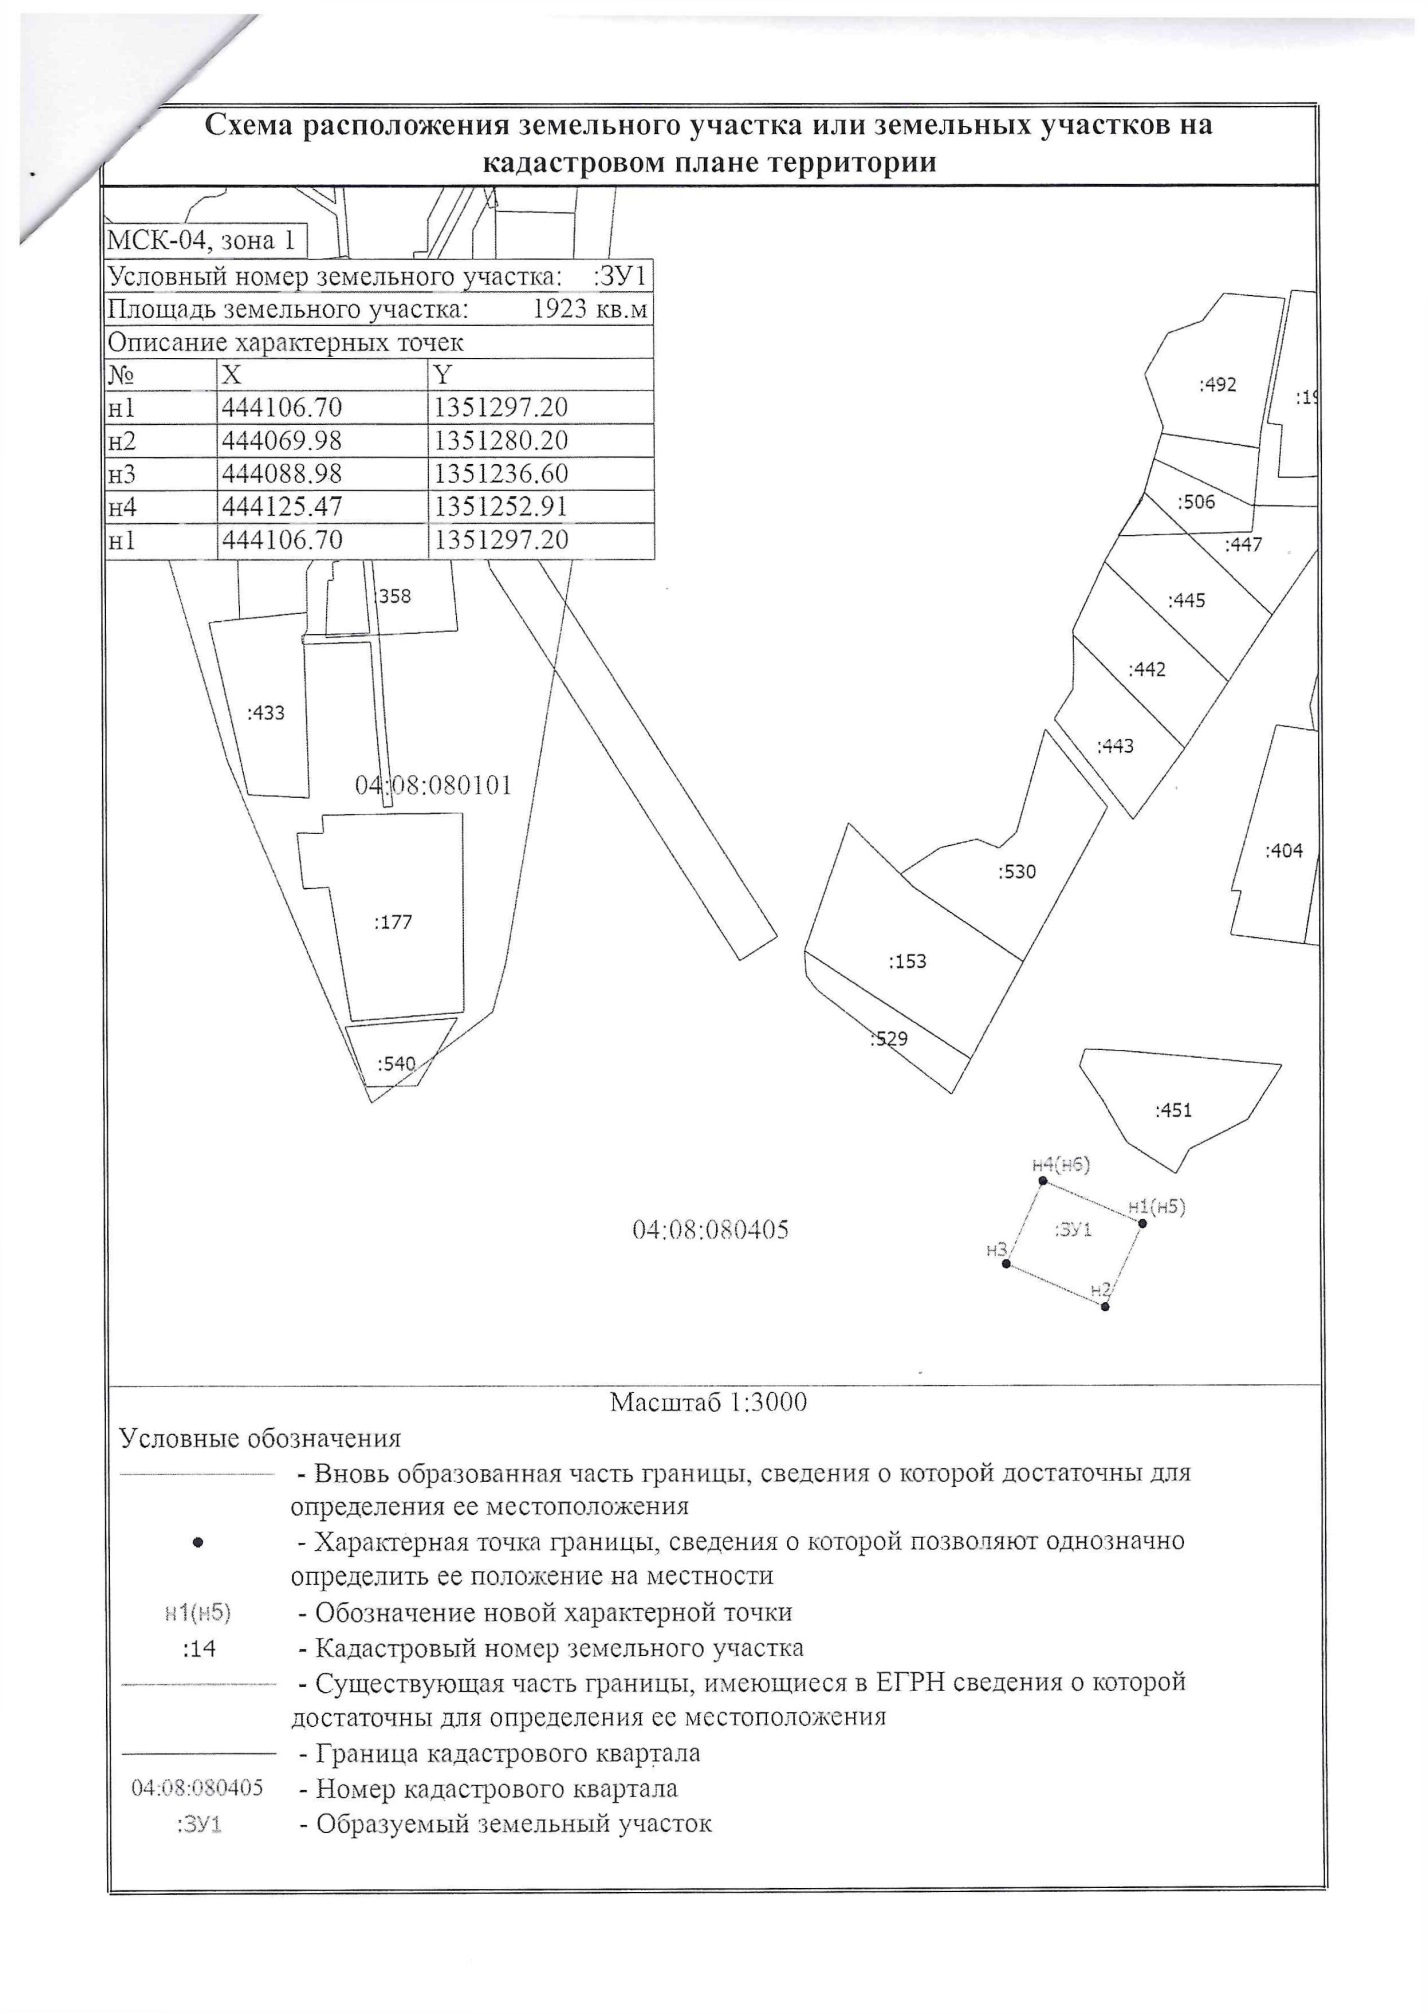 Схема расположения земельного участка или земельных участков на
кадастровом плане территории
МСК-04, зона 1
Условный номер земельного участка: :ЗУ1
Площадь земельного участка: 1923 кв.м
Описание характерных точек
№ X Y
н1 444106.70 1351297.20
н2 444069.98 1351280.20
н3 444088.98 1351236.60
н4 444125.47 1351252.91
н1 444106.70 1351297.20
:492
:506
:447
358
:445
:442
:433
:443
04:08:080101
:404
:530
:177
:153
:529
:540
:451
н4(н6)
н1(н5)
04:08:080405
:ЗУ1
н3
н2
Масштаб 1:3000
Условные обозначения
- Вновь образованная часть границы, сведения о которой достаточны для
определения ее местоположения
- Характерная точка границы, сведения о которой позволяют однозначно
определить ее положение на местности
н1(н5) - Обозначение новой характерной точки
:14 - Кадастровый номер земельного участка
- Существующая часть границы, имеющиеся в ЕГРН сведения о которой
достаточны для определения ее местоположения
- Граница кадастрового квартала
04:08:080405 - Номер кадастрового квартала
:ЗУ1 - Образуемый земельный участок